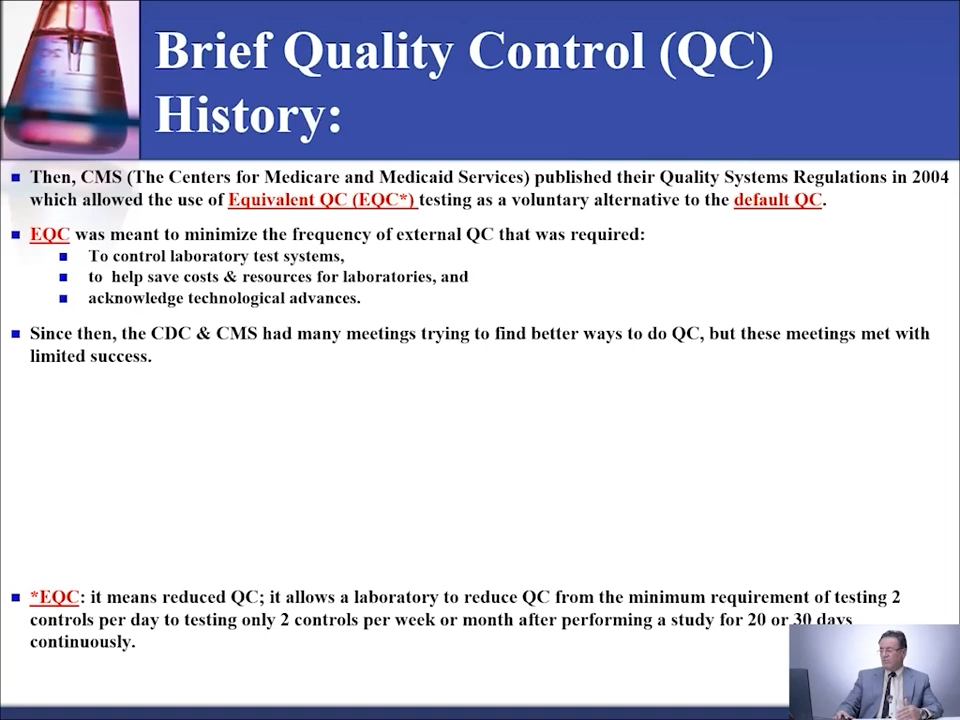 Brief Quality Control (QC)
History:
Then, CMS (The Centers for Medicare and Medicaid Services) published their Quality Systems Regulations in 2004
which allowed the use of Equivalent QC (EQC*) testing as a voluntary alternative to the default QC.
EQC was meant to minimize the frequency of external QC that was required:
To control laboratory test systems,
to help save costs & resources for laboratories, and
acknowledge technological advances.
Since then, the CDC & CMS had many meetings trying to find better ways to do QC, but these meetings met with
limited success.
*EQC: it means reduced QC; it allows a laboratory to reduce QC from the minimum requirement of testing 2
controls per day to testing only 2 controls per week or month after performing a study for 20 or 30 days
continuously.